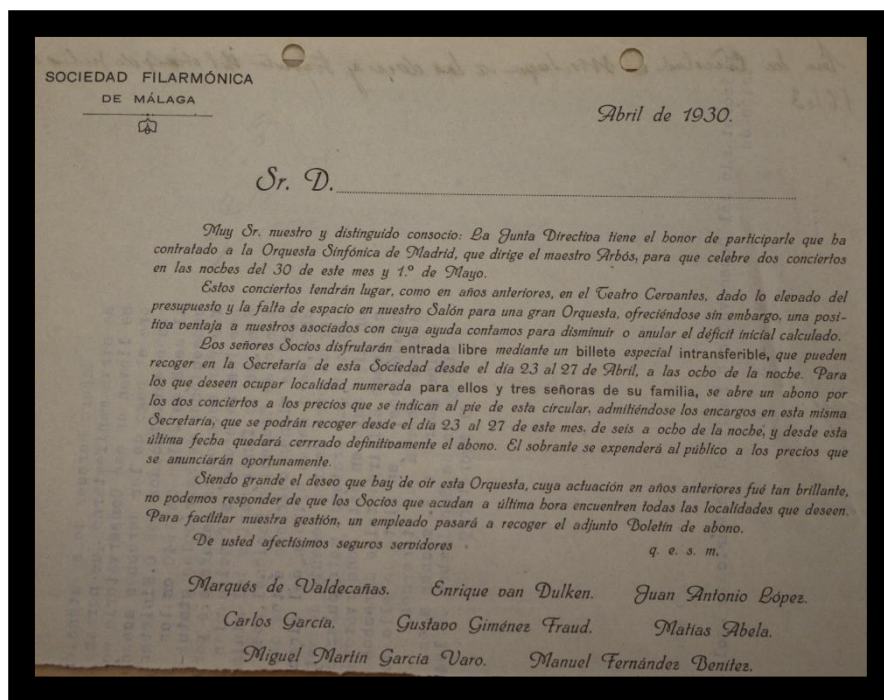 SOCIEDAD FILARMÓNICA
DE MÁLAGA
Abril de 1930.
Sr. D.
Muy Sr. nuestro y distinguido consocio: La Junta Directiva tiene el honor de participarle que ha
contratado a la Orquesta Sinfónica de Madrid, que dirige el maestro Arbós, para que celebre dos conciertos
en las noches del 30 de este mes y 1.º de Mayo.
Estos conciertos tendrán lugar, como en años anteriores, en el Teatro Cervantes, dado lo elevado del
presupuesto y la falta de espacio en nuestro Salón para una gran Orquesta, ofreciéndose sin embargo, una posi-
tiva ventaja a nuestros asociados con cuya ayuda contamos para disminuir o anular el déficit inicial calculado.
Los señores Socios disfrutarán entrada libre mediante un billete especial intransferible, que pueden
recoger en la Secretaría de esta Sociedad desde el día 23 al 27 de Abril, a las ocho de la noche. Para
los que deseen ocupar localidad numerada para ellos y tres señoras de su familia, se abre un abono por
los dos conciertos a los precios que se indican al pie de esta circular, admitiéndose los encargos en esta misma
Secretaría, que se podrán recoger desde el día 23 al 27 de este mes, de seis a ocho de la noche, y desde esta
última fecha quedará cerrrado definitivamente el abono. El sobrante se expenderá al público a los precios que
se anunciarán oportunamente.
Siendo grande el deseo que hay de oir esta Orquesta, cuya actuación en años anteriores fué tan brillante,
no podemos responder de que los Socios que acudan a última hora encuentren todas las localidades que deseen.
Para facilitar nuestra gestión, un empleado pasará a recoger el adjunto Boletín de abono.
De usted afectísimos seguros servidores q. e. s. m.
Marqués de Valdecañas. Enrique van Dulken. Juan Antonio López.
Carlos García. Gustavo Giménez Fraud. Matías Abela.
Miguel Martín García Varo. Manuel Fernández Benítez.